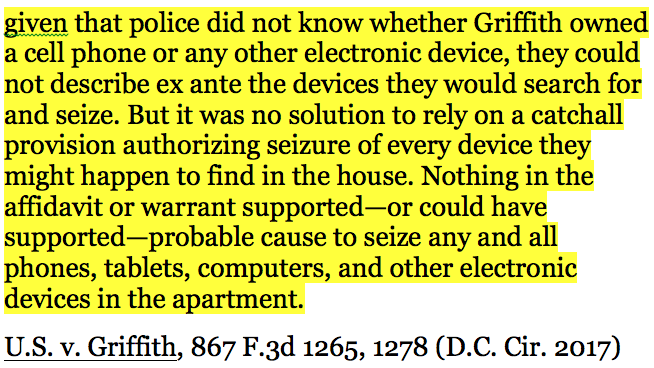 given that police did not know whether Griffith owned
a cell phone or any other electronic device, they could
not describe ex ante the devices they would search for
and seize. But it was no solution to rely on a catchall
provision authorizing seizure of every device they
might happen to find in the house. Nothing in the
affidavit or warrant supported—or could have
supported—probable cause to seize any and all
phones, tablets, computers, and other electronic
devices in the apartment.
U.S. v. Griffith, 867 F.3d 1265, 1278 (D.C. Cir. 2017)